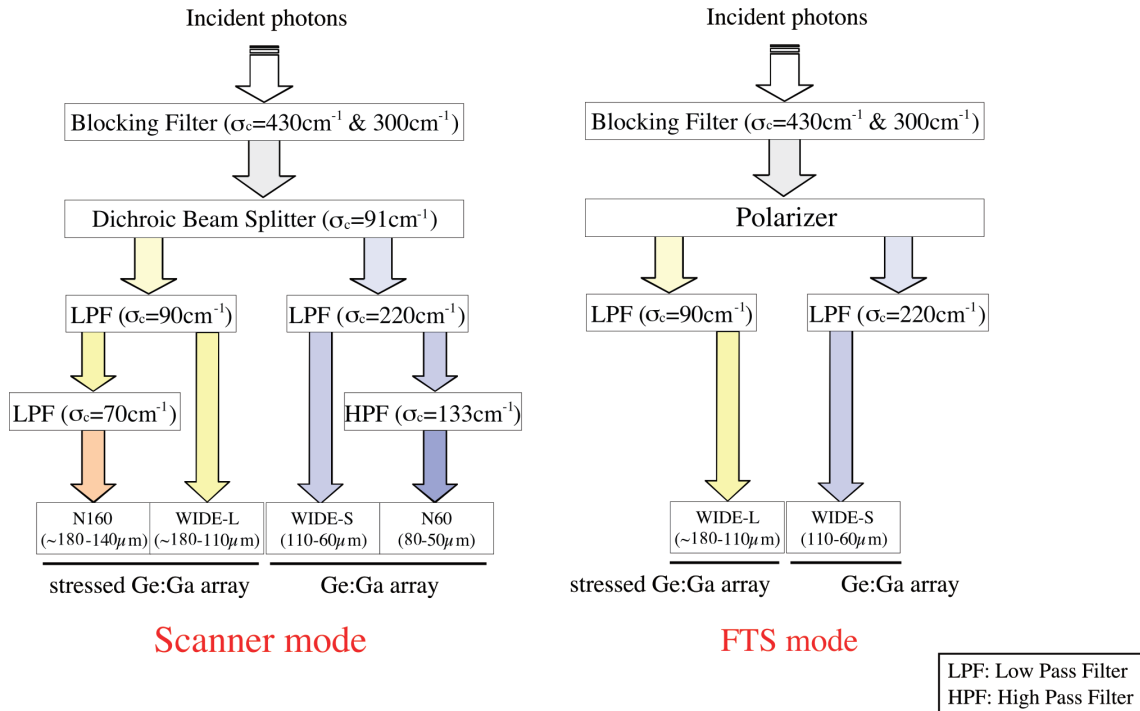 Incident photons
Blocking Filter (σc=430cm-1 & 300cm-1)
Dichroic Beam Splitter (σc=91cm-1)
LPF (σc=90cm-1)
LPF (σc=220cm-1)
LPF (σc=70cm-1)
HPF (σc=133cm-1)
N160
(~180-140μm)
WIDE-L
(~180-110μm)
WIDE-S
(110-60μm)
N60
(80-50μm)
stressed Ge:Ga array
Ge:Ga array
Scanner mode
Incident photons
Blocking Filter (σc=430cm-1 & 300cm-1)
Polarizer
LPF (σc=90cm-1)
LPF (σc=220cm-1)
WIDE-L
(~180-110μm)
WIDE-S
(110-60μm)
stressed Ge:Ga array
Ge:Ga array
FTS mode
LPF: Low Pass Filter
HPF: High Pass Filter